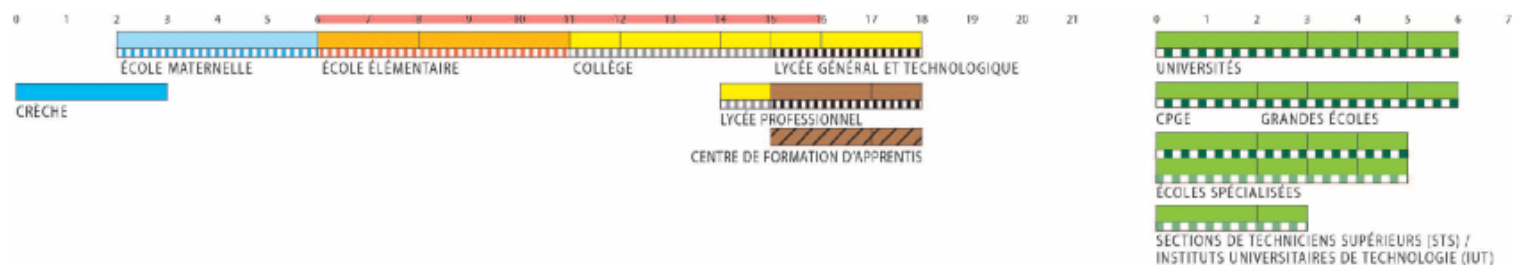 0 1 2 3 4 5 6 7 8 9 10 11 12 13 14 15 16 17 18 19 20 21 0 1 2 3 4 5 6 7
ÉCOLE MATERNELLE ÉCOLE ÉLÉMENTAIRE COLLÈGE LYCÉE GÉNÉRAL ET TECHNOLOGIQUE UNIVERSITÉS
CRÈCHE LYCÉE PROFESSIONNEL CPGE GRANDES ÉCOLES
CENTRE DE FORMATION D'APPRENTIS
ÉCOLES SPÉCIALISÉES
SECTIONS DE TECHNICIENS SUPÉRIEURS (STS) /
INSTITUTS UNIVERSITAIRES DE TECHNOLOGIE (IUT)